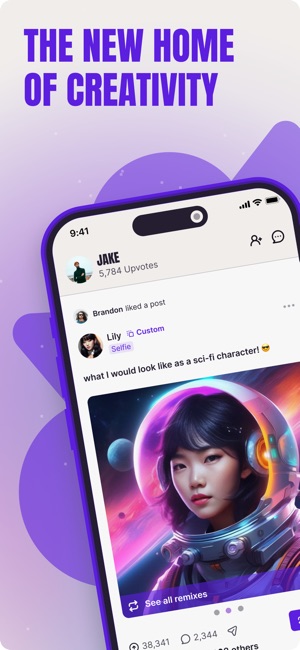 THE NEW HOME
OF CREATIVITY
9:41
JAKE
5,784 Upvotes
Brandon liked a post
Lily Custom
Selfie
what I would look like as a sci-fi character! 😎
See all remixes
38,341 2,344
others